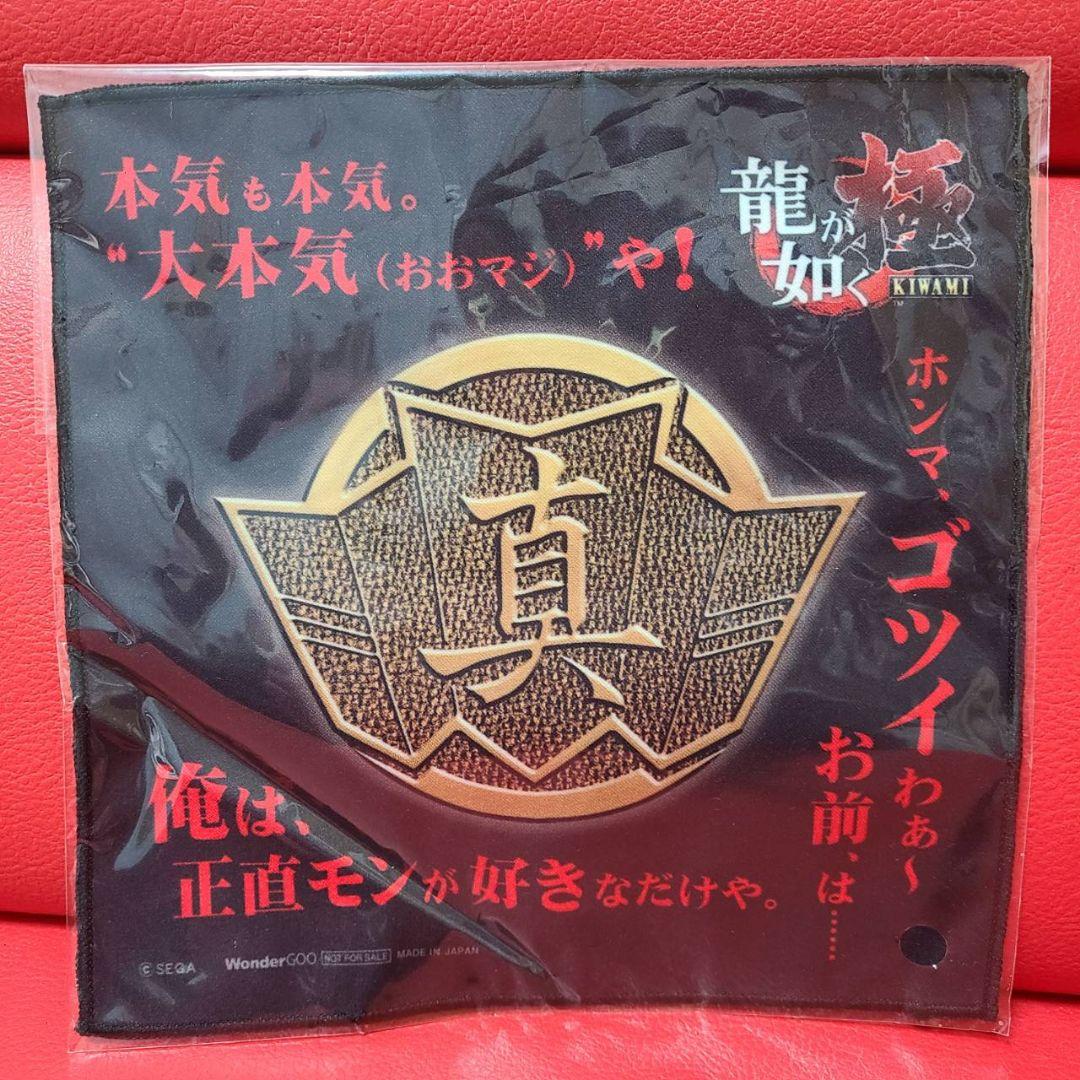 本気も本気。
“大本気（おおマジ）”や！
龍が
如く
極
KIWAMI
TM
ホンマ、ゴツイわぁ～
お前、は……
真
俺は、
正直モンが好きなだけや。
© SEGA WonderGOO NOT FOR SALE MADE IN JAPAN